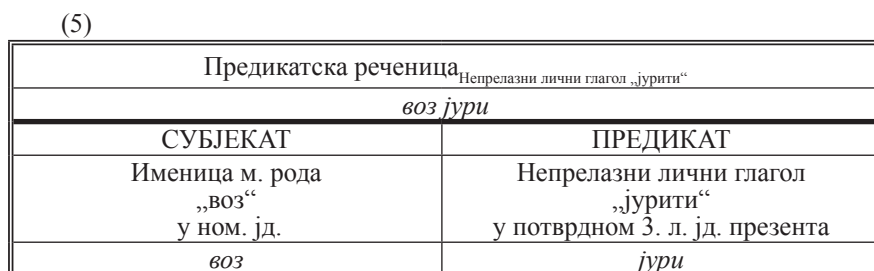 (5)
Предикатска реченица Непрелазни лични глагол „јурити“
воз јури
СУБЈЕКАТ ПРЕДИКАТ
Именица м. рода Непрелазни лични глагол
„воз“ „јурити“
у ном. јд. у потврдном 3. л. јд. презента
воз јури